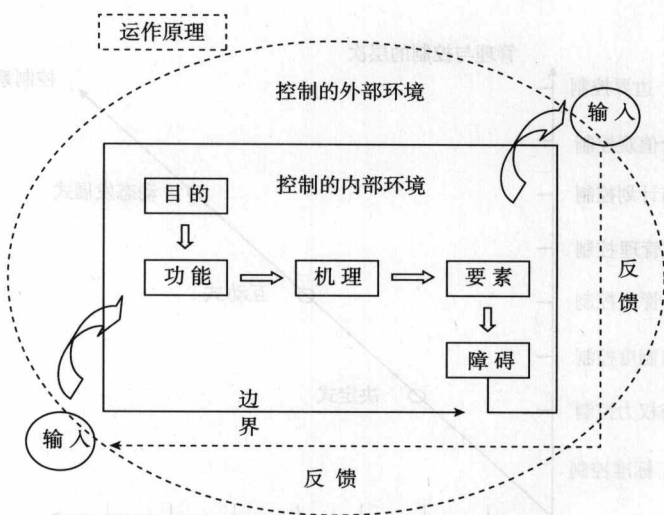 运作原理
控制的外部环境
输入
控制的内部环境
目的
功能
机理
要素
障碍
反馈
边界
输入
反馈